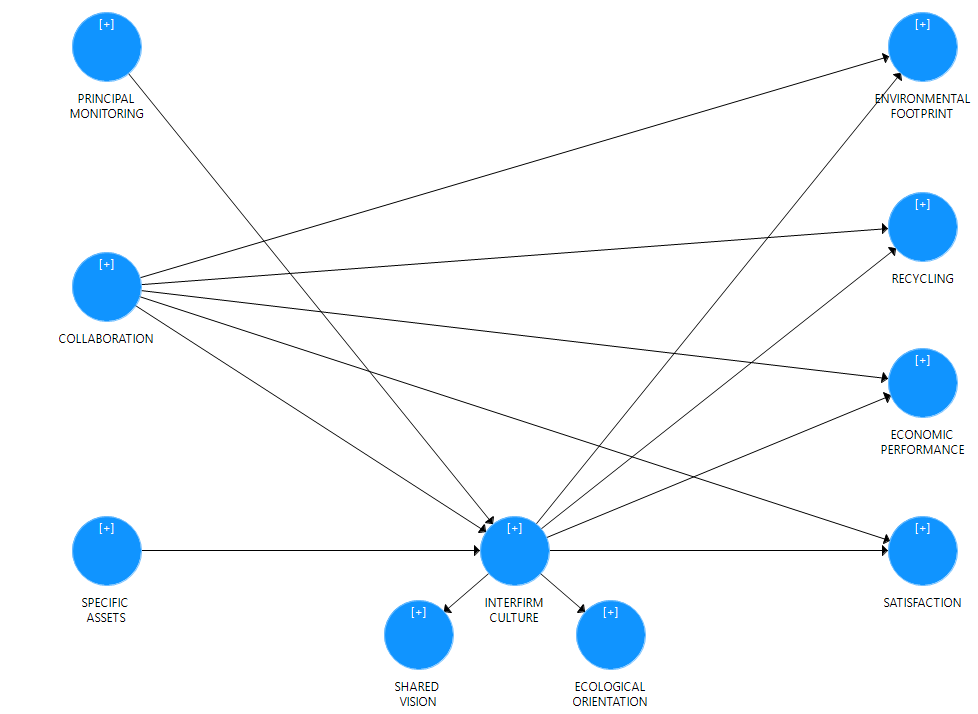 [+]
PRINCIPAL
MONITORING
[+]
ENVIRONMENTAL
FOOTPRINT
[+]
RECYCLING
[+]
COLLABORATION
[+]
ECONOMIC
PERFORMANCE
[+]
SPECIFIC
ASSETS
[+]
INTERFIRM
CULTURE
[+]
SATISFACTION
[+]
SHARED
VISION
[+]
ECOLOGICAL
ORIENTATION